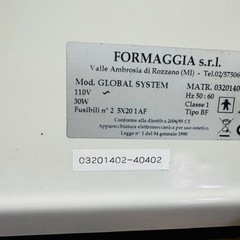 FORMAGGIA s.r.l.
Valle Ambrosia di Rozzano (MI) - Tel.02/57506
Mod. GLOBAL SYSTEM MATR. 0320140
110V ~ Hz 50 : 60
30W Classe I
Fusibili n° 2 5X20 1AF Tipo BF
Conforme alla direttiva 2006/95 CE
Apparecchiatura elettromeccanica per uso estetico
Legge n° 1 del 04 gennaio 1990
03201402-40402